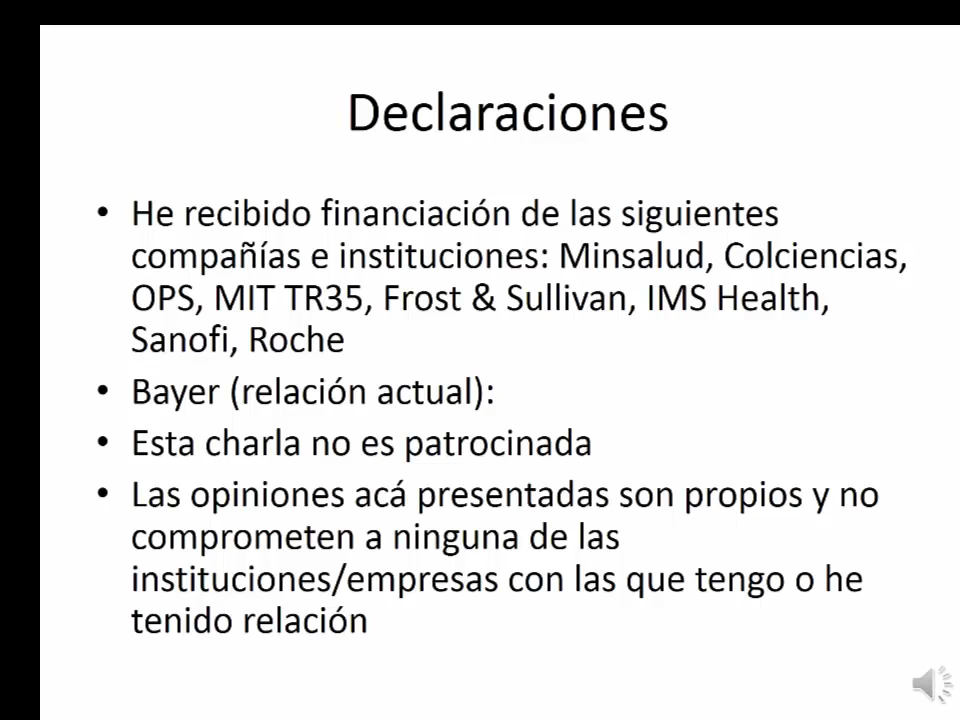 Declaraciones
• He recibido financiación de las siguientes
compañías e instituciones: Minsalud, Colciencias,
OPS, MIT TR35, Frost & Sullivan, IMS Health,
Sanofi, Roche
• Bayer (relación actual):
• Esta charla no es patrocinada
• Las opiniones acá presentadas son propios y no
comprometen a ninguna de las
instituciones/empresas con las que tengo o he
tenido relación